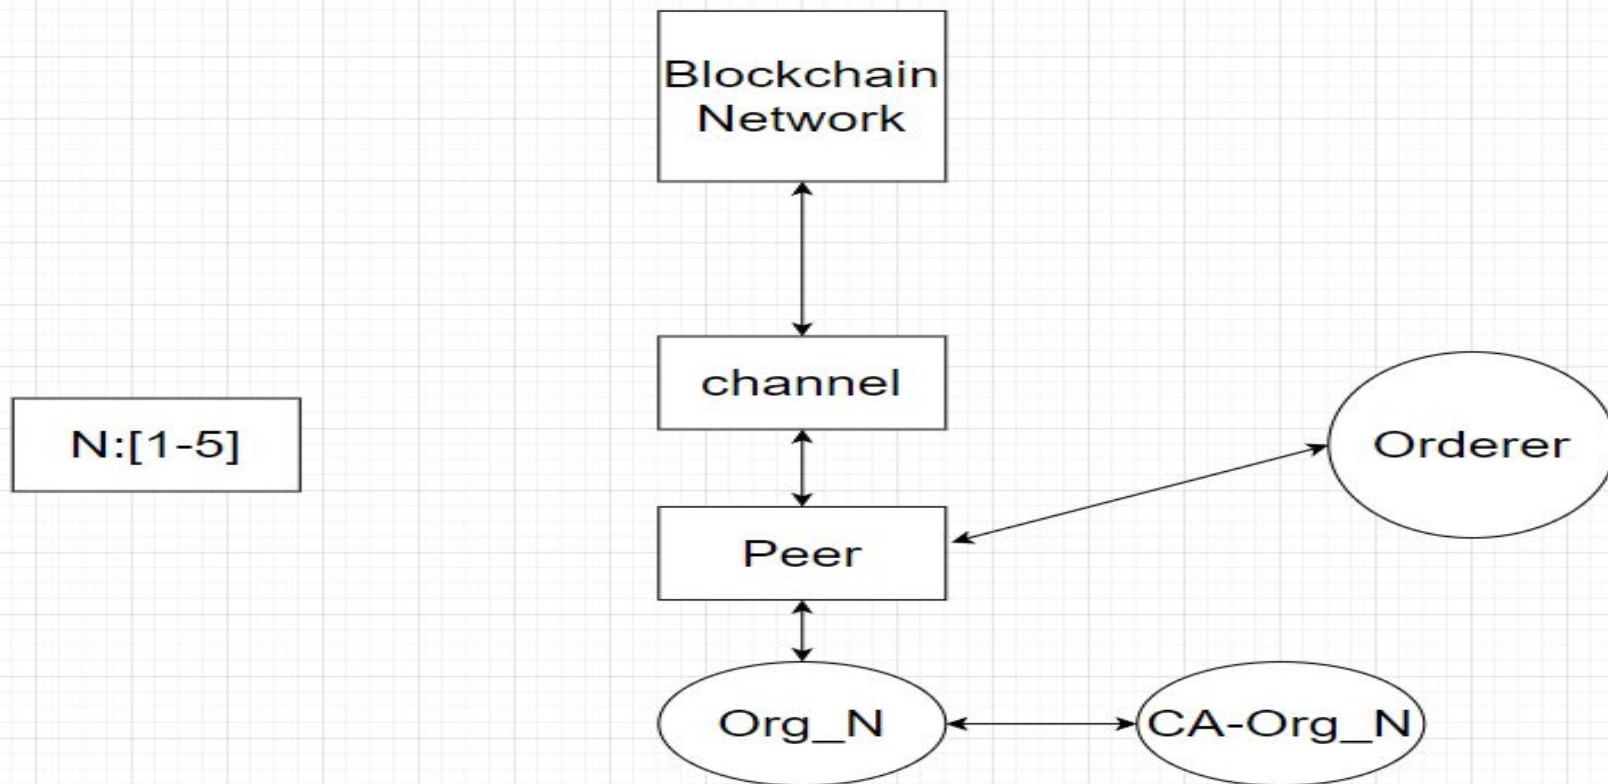 Blockchain
Network
channel
N:[1-5]
Orderer
Peer
Org_N
CA-Org_N